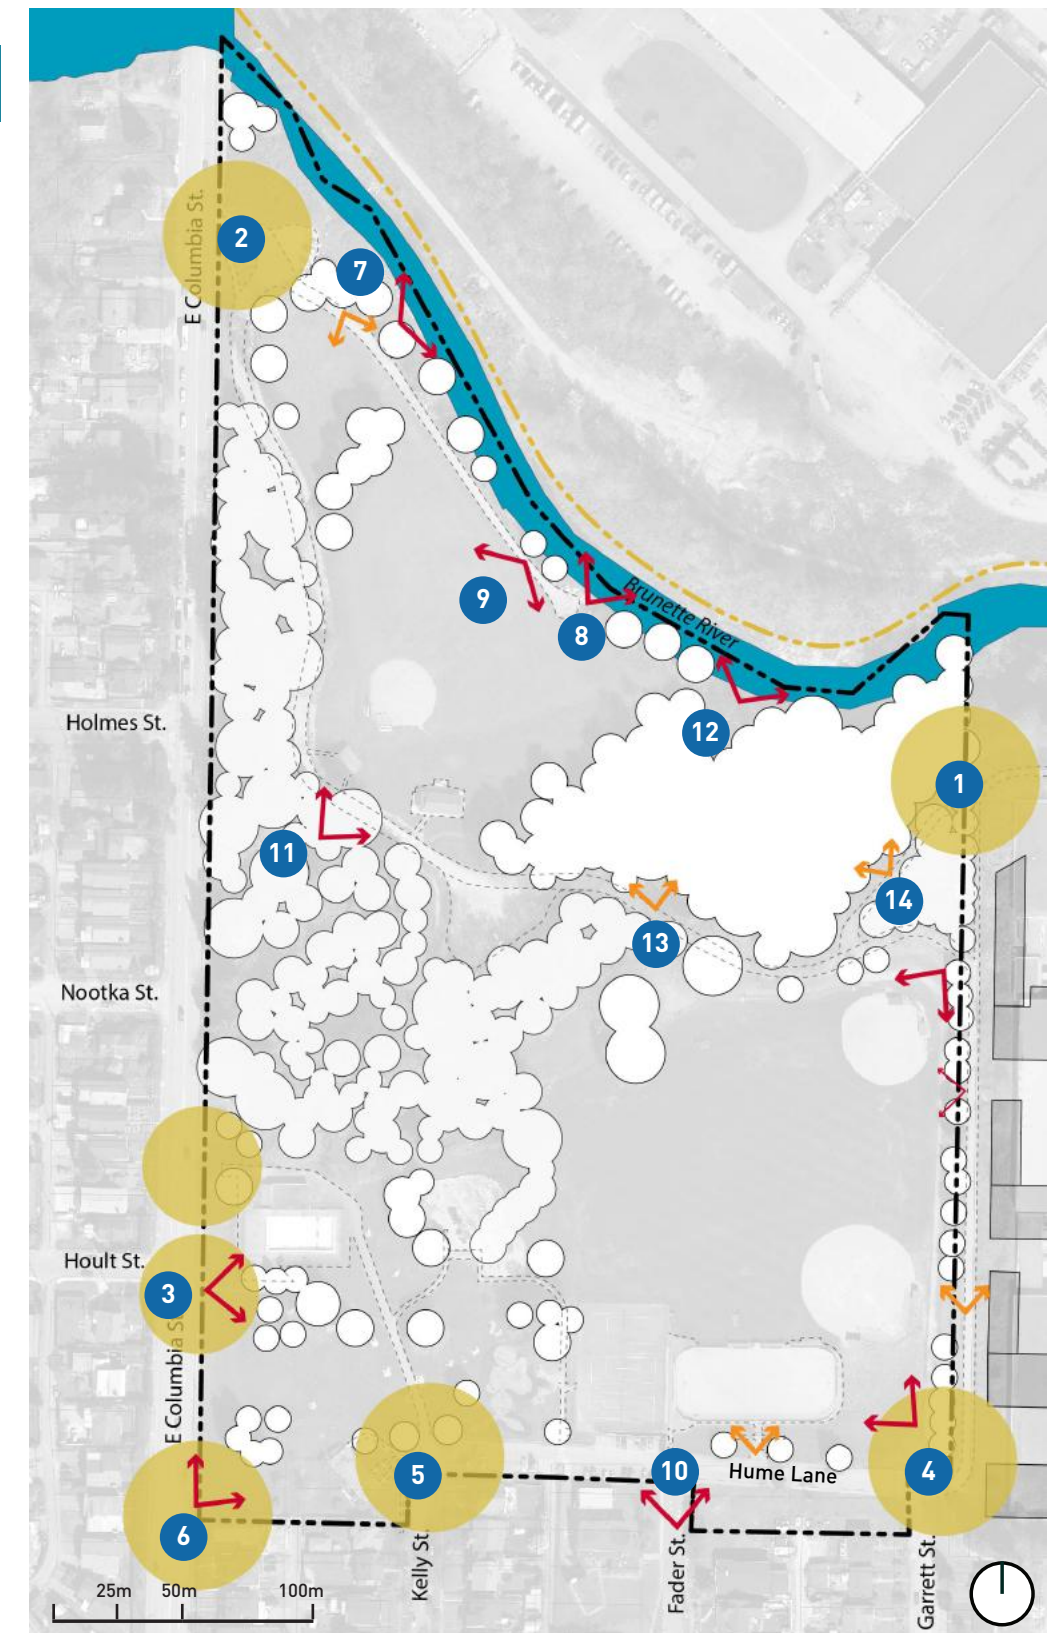 E Columbia St.
2
7
9
8
Brunette River
Holmes St.
12
1
11
14
13
Nootka St.
Hoult St.
3
E Columbia S
5
10
Hume Lane
4
6
Kelly St.
Fader St.
Garrett St.
25m 50m 100m